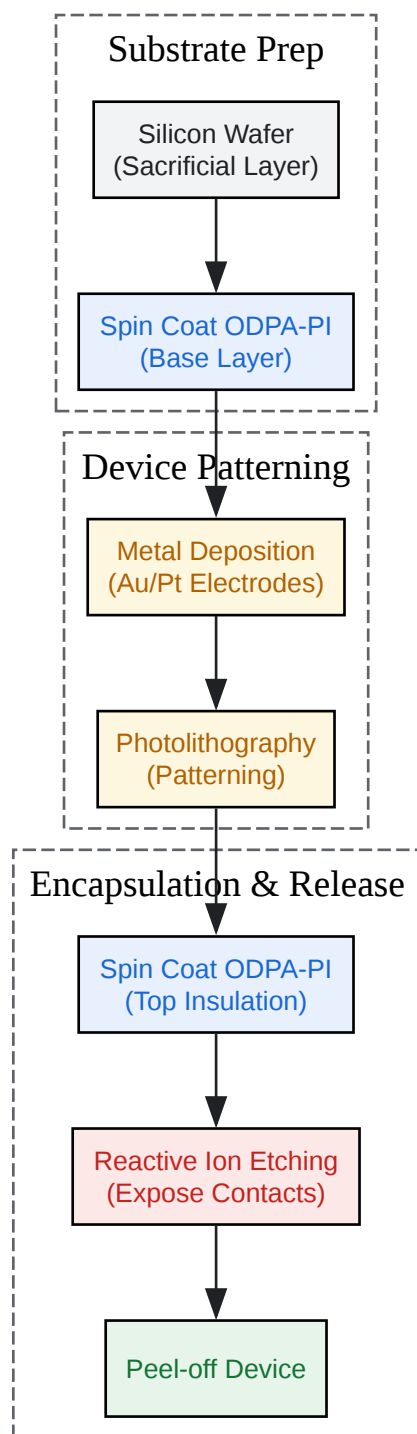 Substrate Prep
Silicon Wafer
(Sacrificial Layer)
Spin Coat ODPA-PI
(Base Layer)
Device Patterning
Metal Deposition
(Au/Pt Electrodes)
Photolithography
(Patterning)
Encapsulation & Release
Spin Coat ODPA-PI
(Top Insulation)
Reactive Ion Etching
(Expose Contacts)
Peel-off Device